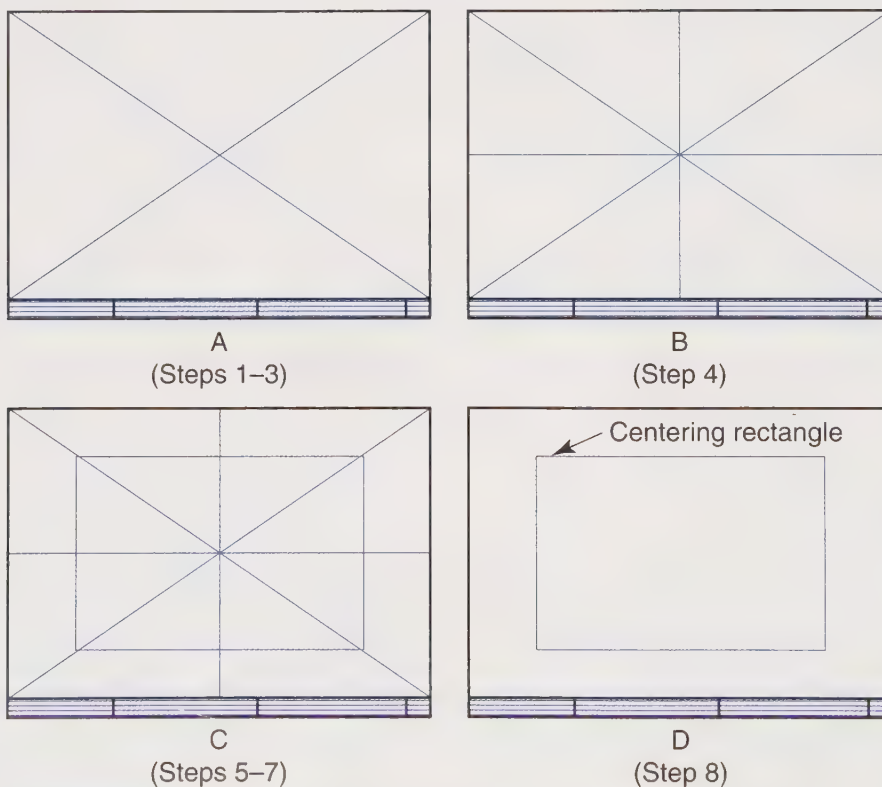 A
(Steps 1–3)
B
(Step 4)
Centering rectangle
C
(Steps 5–7)
D
(Step 8)